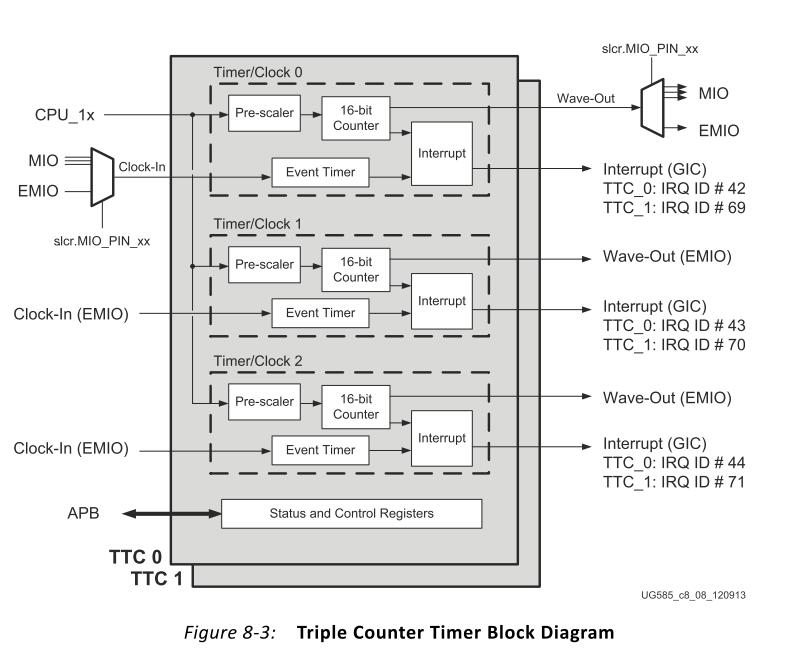 slcr.MIO_PIN_xx
Timer/Clock 0
CPU_1x
Pre-scaler
16-bit
Counter
Wave-Out
MIO
EMIO
Interrupt
MIO
EMIO
Clock-In
Event Timer
Interrupt (GIC)
TTC_0: IRQ ID # 42
TTC_1: IRQ ID # 69
slcr.MIO_PIN_xx
Timer/Clock 1
Pre-scaler
16-bit
Counter
Wave-Out (EMIO)
Interrupt
Clock-In (EMIO)
Event Timer
Interrupt (GIC)
TTC_0: IRQ ID # 43
TTC_1: IRQ ID # 70
Timer/Clock 2
Pre-scaler
16-bit
Counter
Wave-Out (EMIO)
Interrupt
Clock-In (EMIO)
Event Timer
Interrupt (GIC)
TTC_0: IRQ ID # 44
TTC_1: IRQ ID # 71
APB
Status and Control Registers
TTC 0
TTC 1
UG585_c8_08_120913
Figure 8-3: Triple Counter Timer Block Diagram